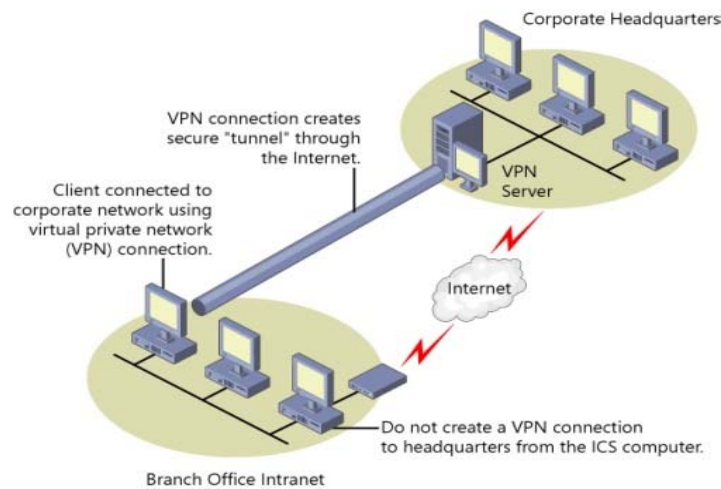 Corporate Headquarters
VPN connection creates
secure "tunnel" through
the Internet.
VPN
Server
Client connected to
corporate network using
virtual private network
(VPN) connection.
Internet
Do not create a VPN connection
to headquarters from the ICS computer.
Branch Office Intranet